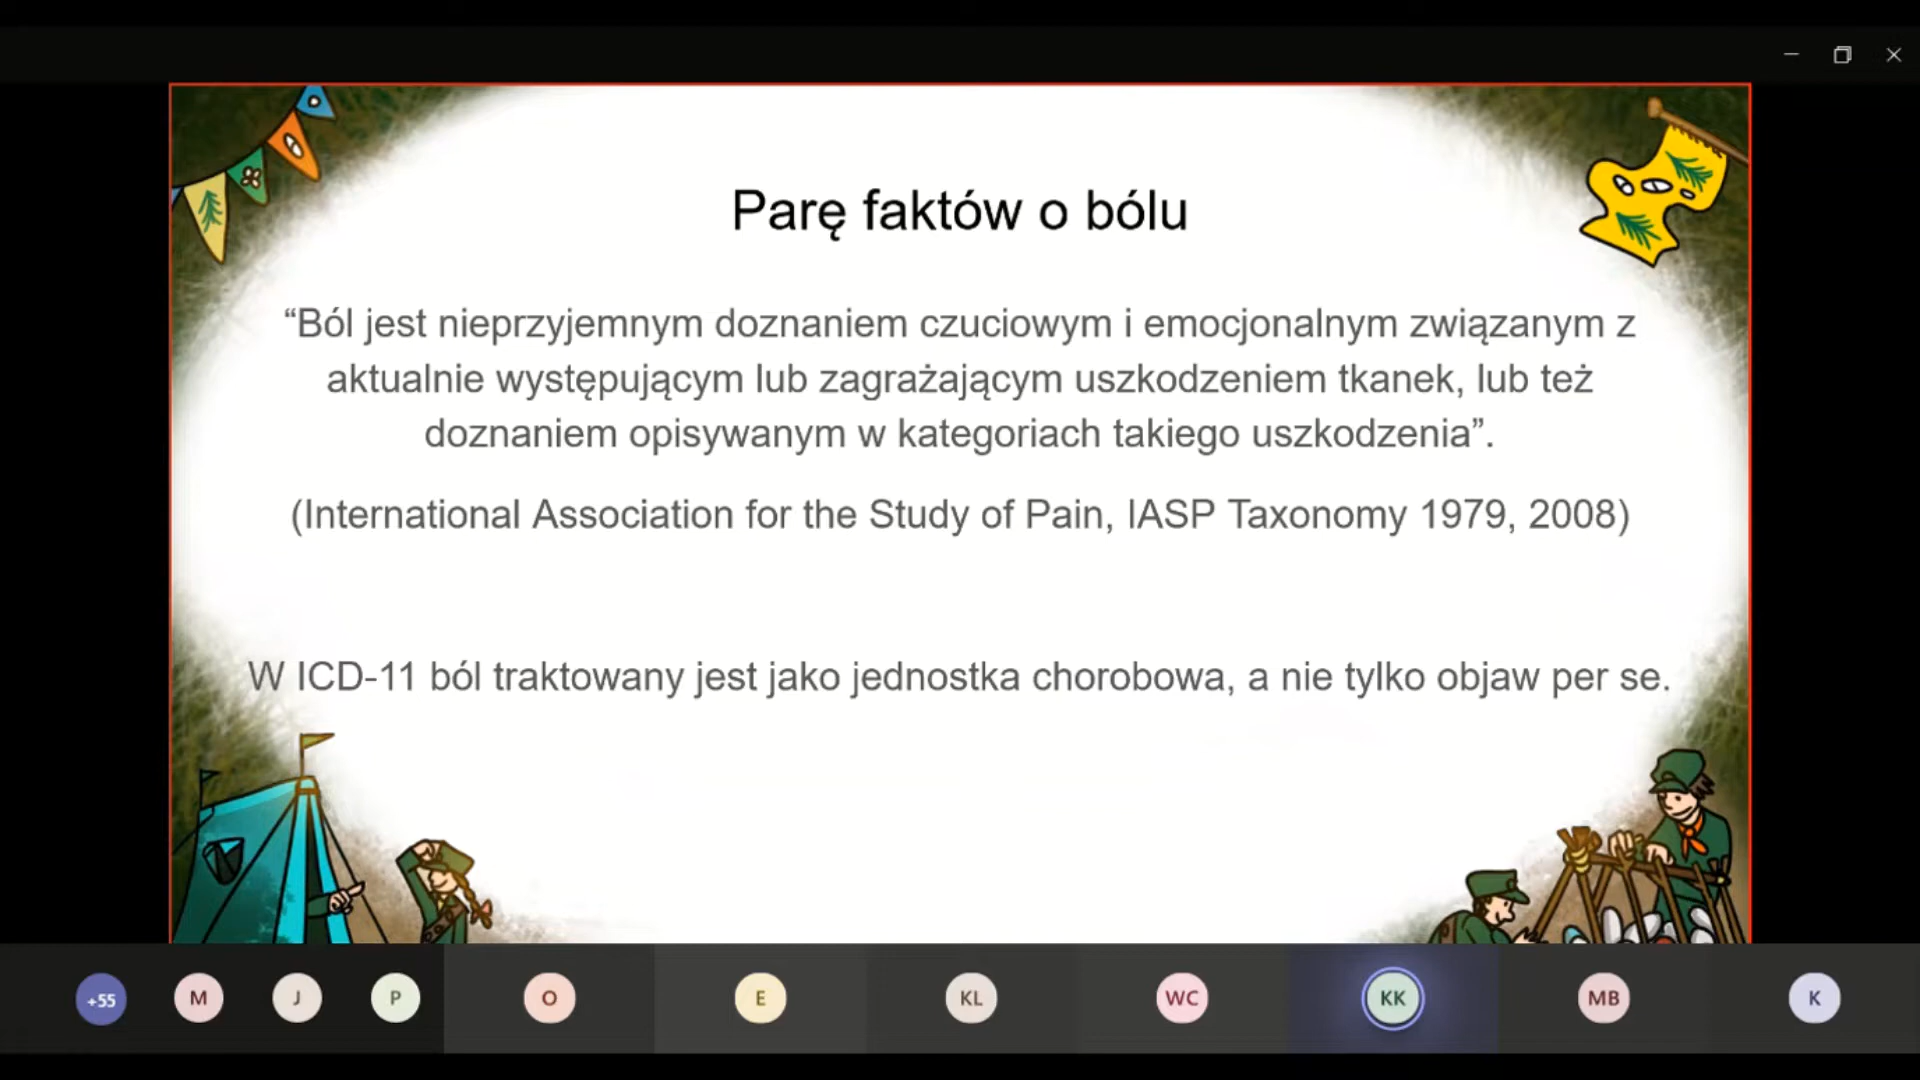 Parę faktów o bólu
“Ból jest nieprzyjemnym doznaniem czuciowym i emocjonalnym związanym z
aktualnie występującym lub zagrażającym uszkodzeniem tkanek, lub też
doznaniem opisywanym w kategoriach takiego uszkodzenia”.
(International Association for the Study of Pain, IASP Taxonomy 1979, 2008)
W ICD-11 ból traktowany jest jako jednostka chorobowa, a nie tylko objaw per se.
+55 M J P O E KL WC KK MB K